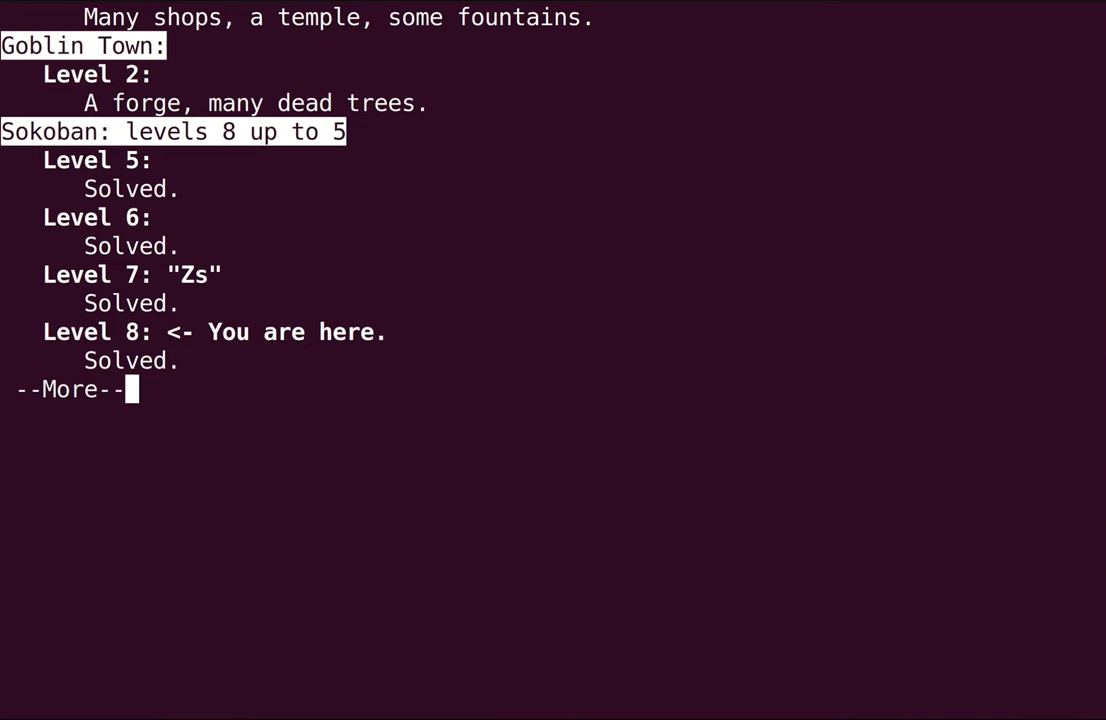 Many shops, a temple, some fountains.
Goblin Town:
Level 2:
A forge, many dead trees.
Sokoban: levels 8 up to 5
Level 5:
Solved.
Level 6:
Solved.
Level 7: "Zs"
Solved.
Level 8: <- You are here.
Solved.
--More--